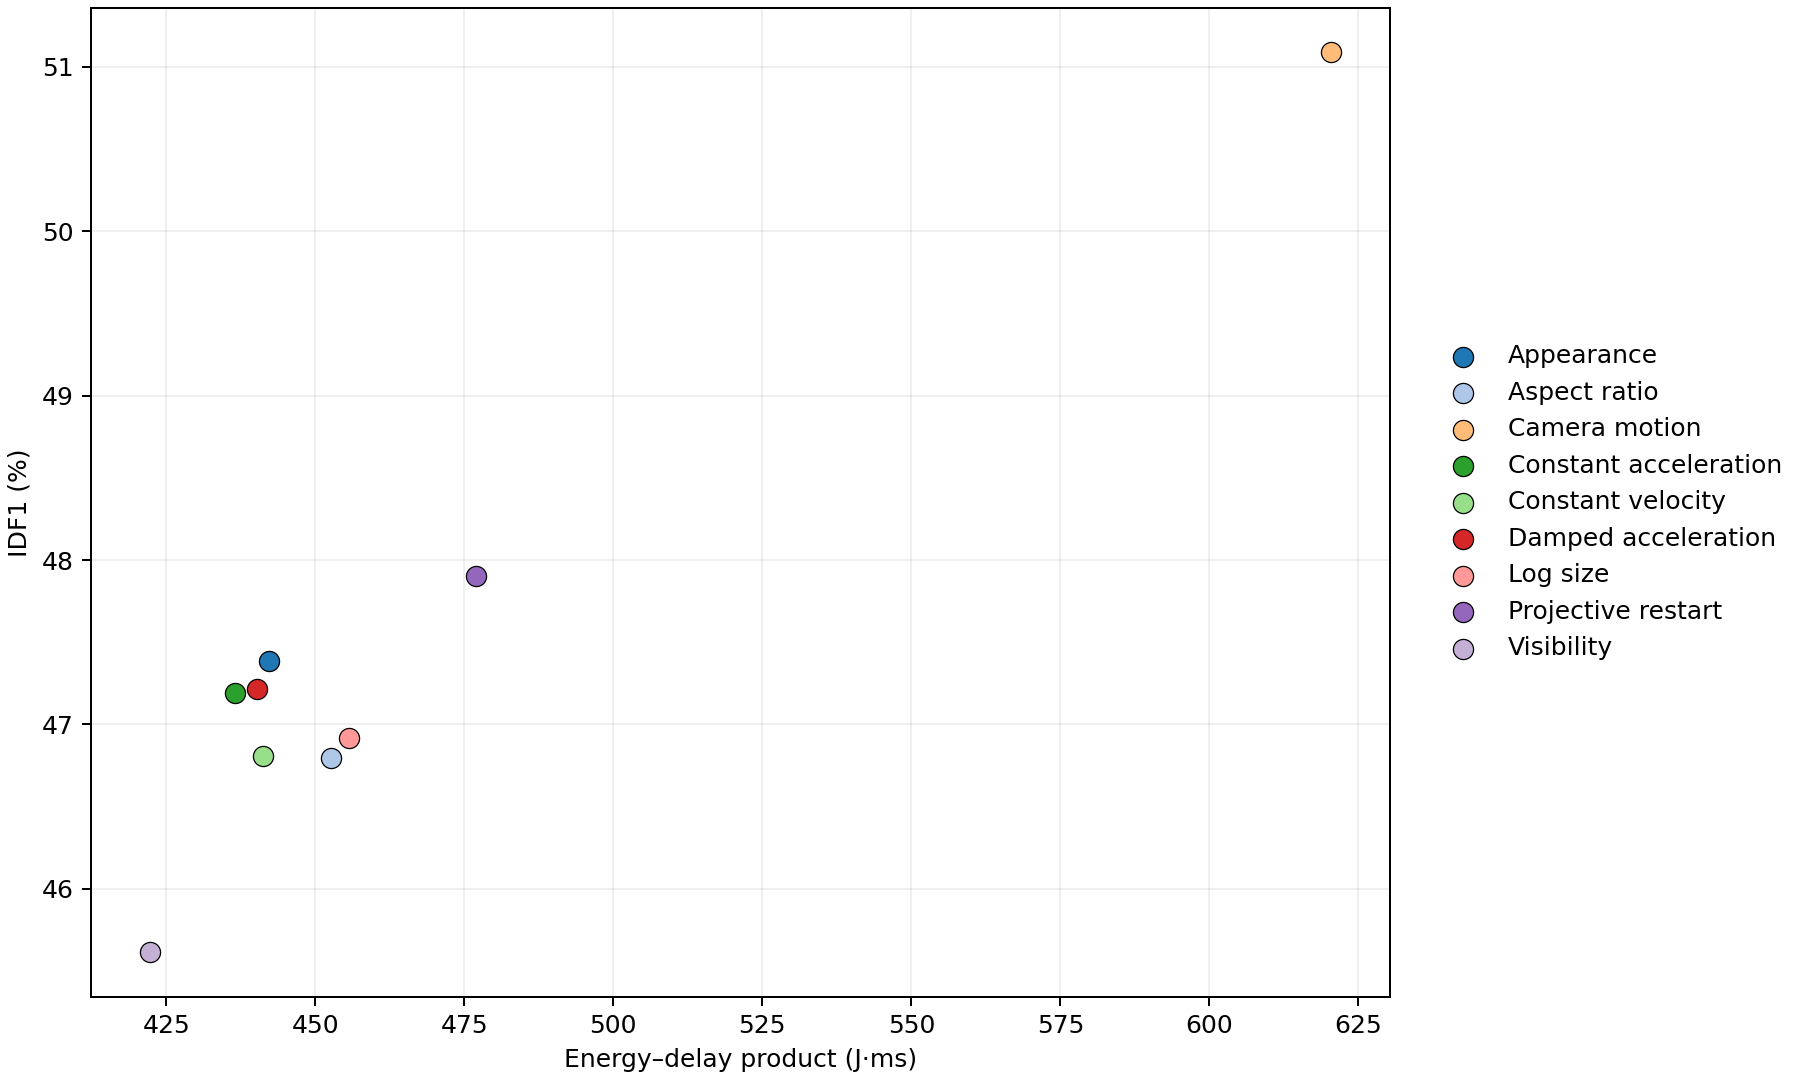 51
50
49
48
47
46
IDF1 (%)
425 450 475 500 525 550 575 600 625
Energy–delay product (J·ms)
Appearance
Aspect ratio
Camera motion
Constant acceleration
Constant velocity
Damped acceleration
Log size
Projective restart
Visibility